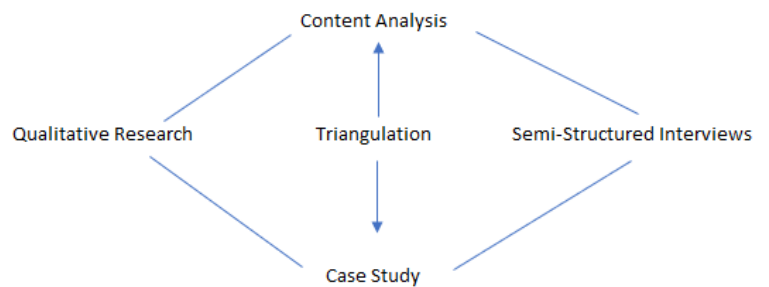 Content Analysis
Qualitative Research
Triangulation
Semi-Structured Interviews
Case Study